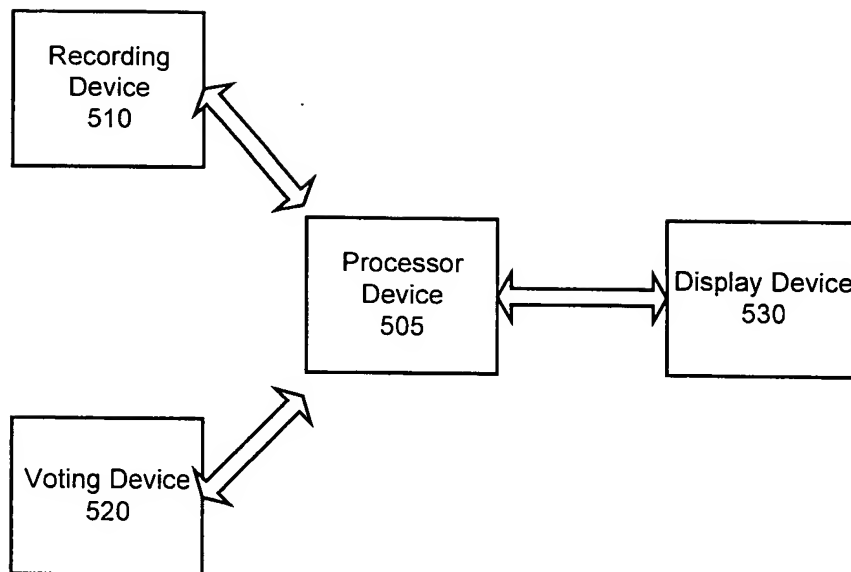 Recording
Device
510
Processor
Device
505
Display Device
530
Voting Device
520